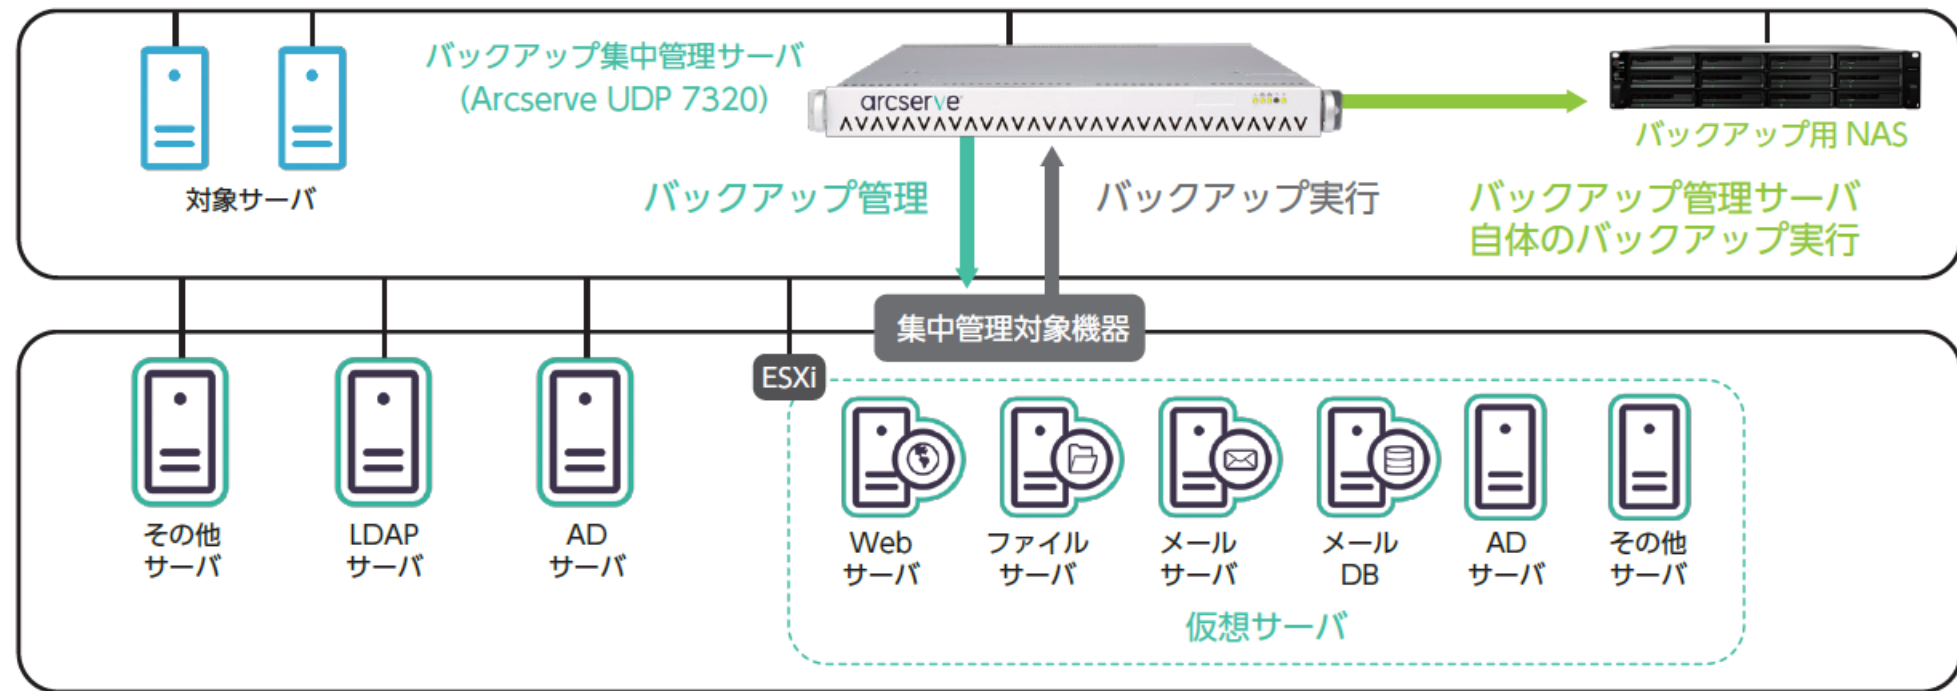 バックアップ集中管理サーバ
(Arcserve UDP 7320)
arcserve
バックアップ用 NAS
対象サーバ
バックアップ管理
バックアップ実行
バックアップ管理サーバ
自体のバックアップ実行
集中管理対象機器
ESXi
その他
サーバ
LDAP
サーバ
AD
サーバ
Web
サーバ
ファイル
サーバ
メール
サーバ
メール
DB
AD
サーバ
その他
サーバ
仮想サーバ